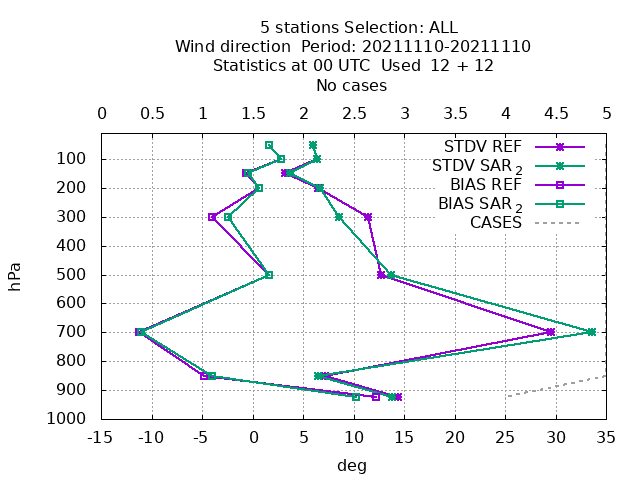 5 stations Selection: ALL
Wind direction  Period: 20211110-20211110
Statistics at 00 UTC  Used  12 + 12
No cases
0 0.5 1 1.5 2 2.5 3 3.5 4 4.5 5
STDV REF
STDV SAR 2
BIAS REF
BIAS SAR 2
CASES
100
200
300
400
500
600
700
800
900
1000
hPa
-15 -10 -5 0 5 10 15 20 25 30 35
deg